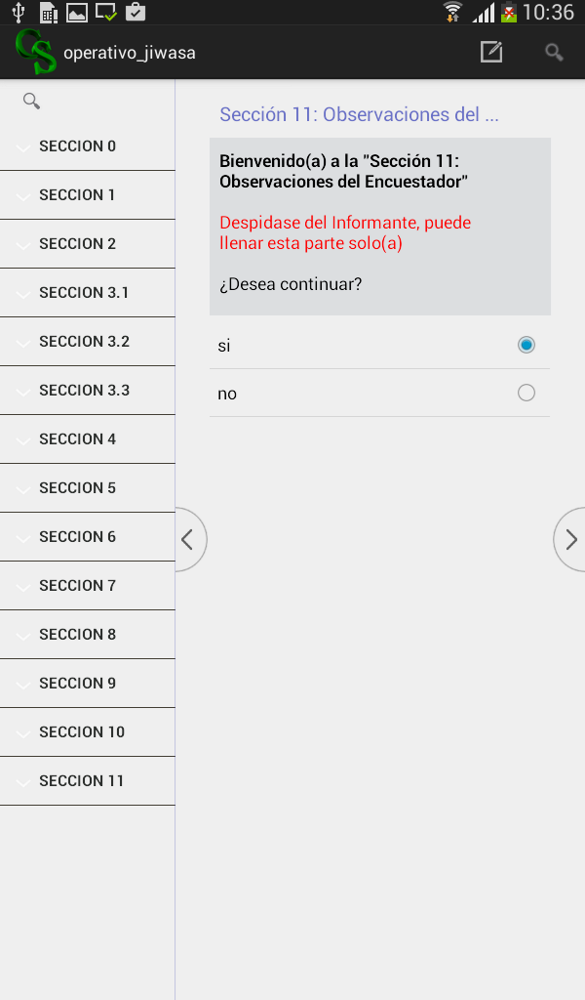 10:36
CS
operativo_jiwasa
SECCION 0
SECCION 1
SECCION 2
SECCION 3.1
SECCION 3.2
SECCION 3.3
SECCION 4
SECCION 5
SECCION 6
SECCION 7
SECCION 8
SECCION 9
SECCION 10
SECCION 11
Sección 11: Observaciones del ...
Bienvenido(a) a la "Sección 11:
Observaciones del Encuestador"
Despidase del Informante, puede
llenar esta parte solo(a)
¿Desea continuar?
si
no